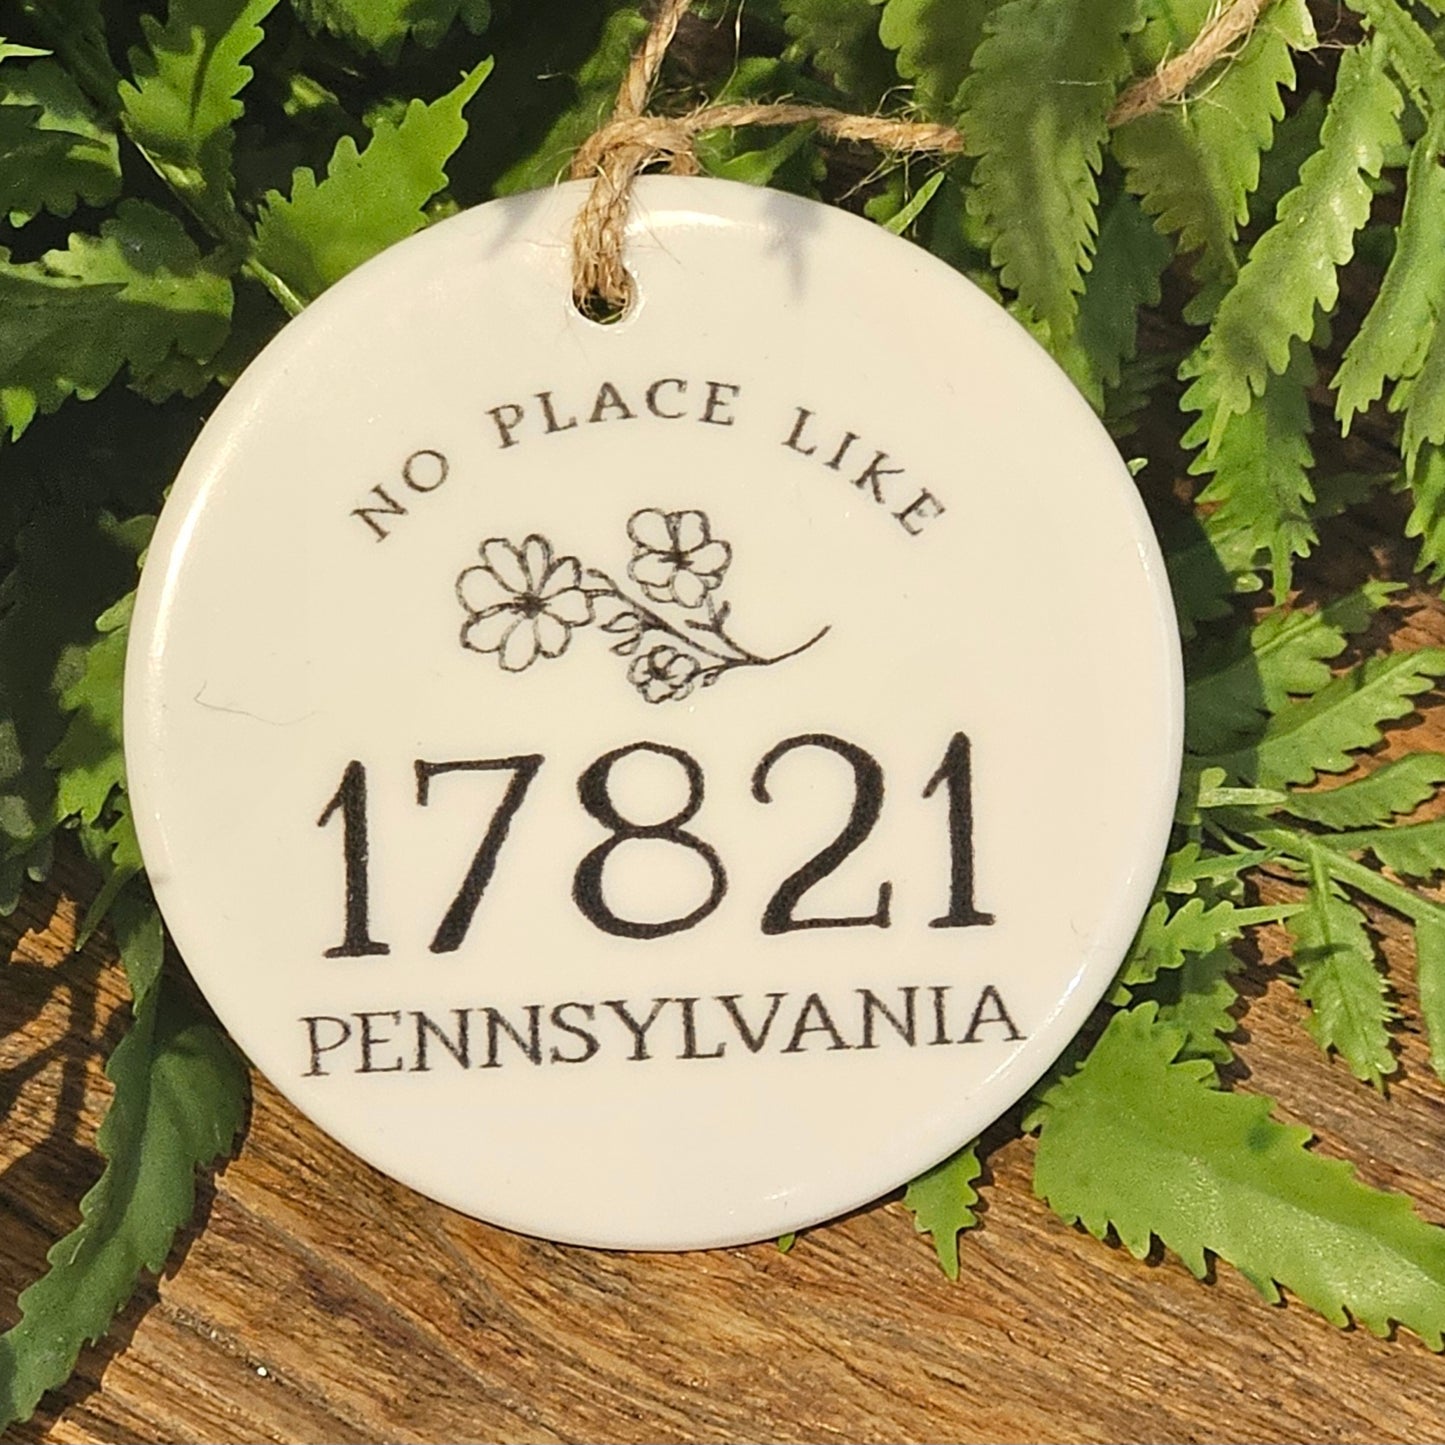 NO PLACE LIKE
17821
PENNSYLVANIA